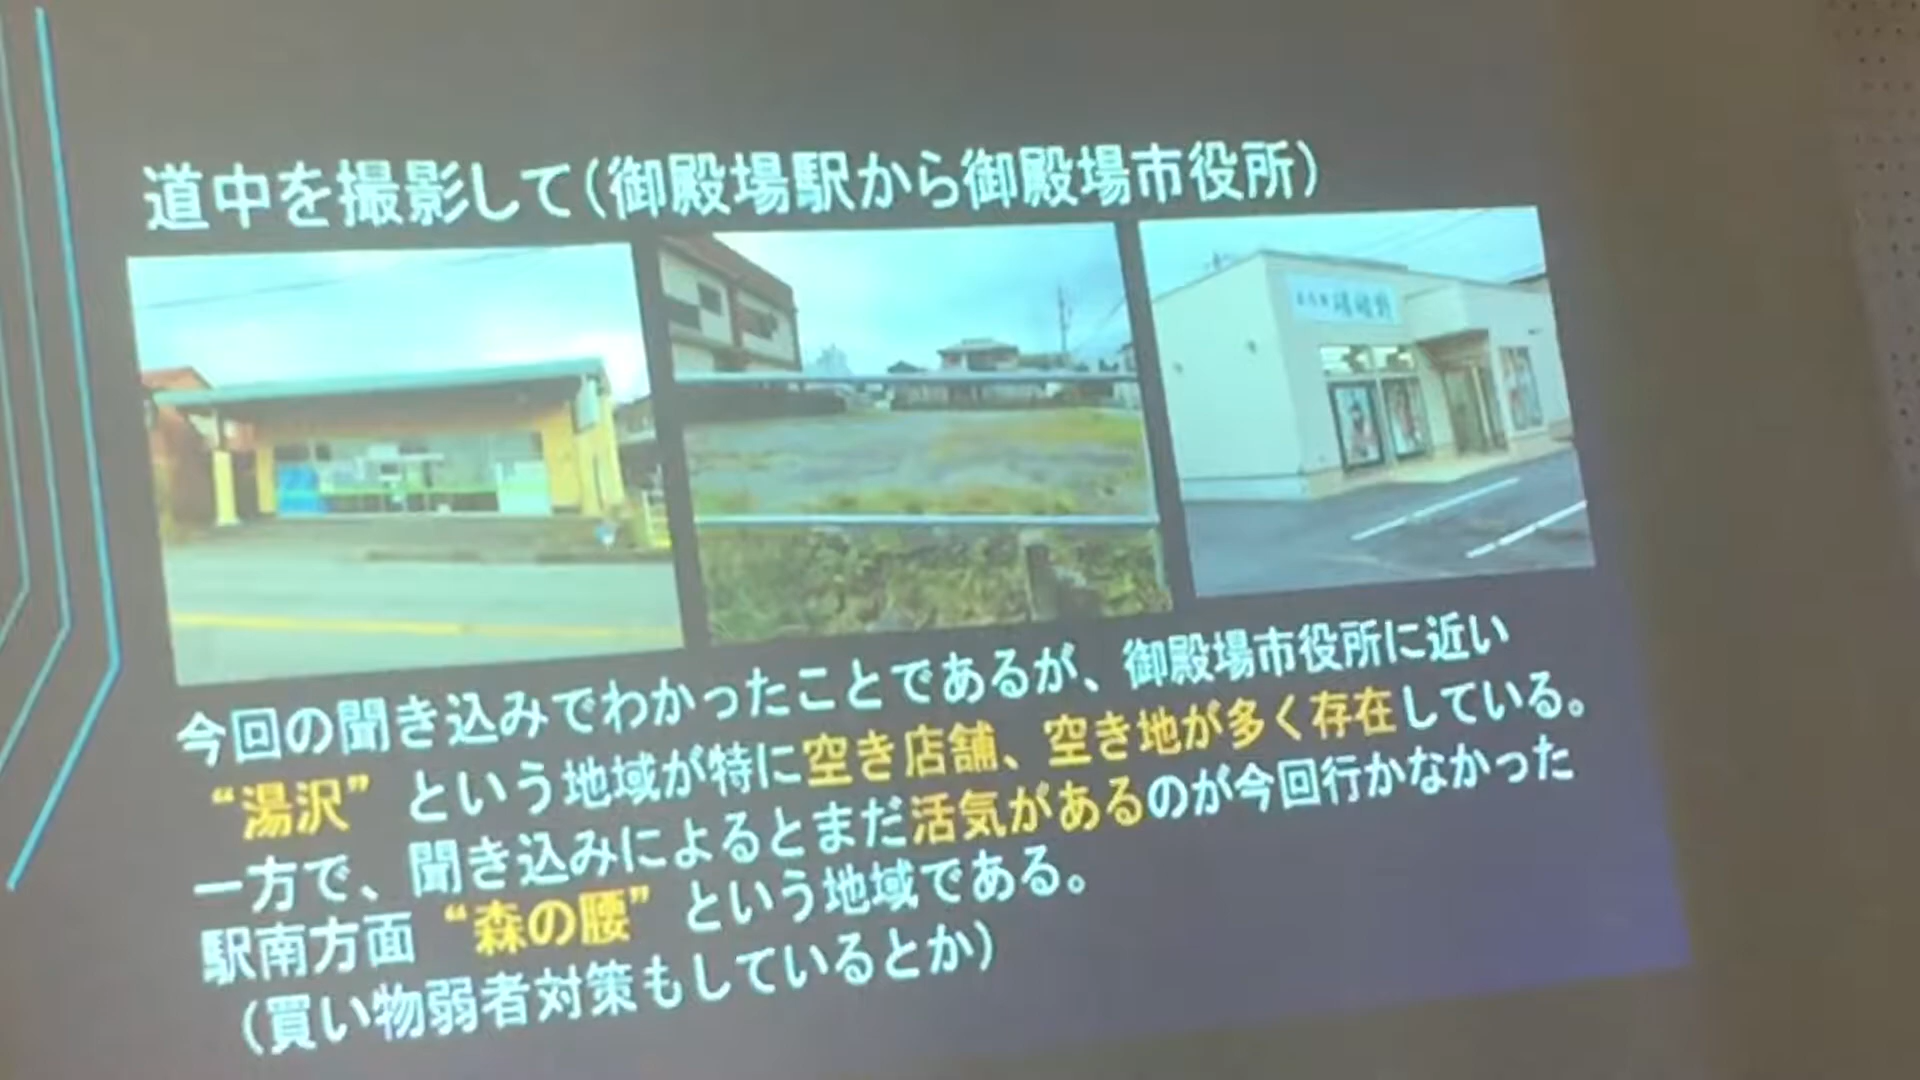 道中を撮影して（御殿場駅から御殿場市役所）
今回の聞き込みでわかったことであるが、御殿場市役所に近い
“湯沢”という地域が特に空き店舗、空き地が多く存在している。
一方で、聞き込みによるとまだ活気があるのが今回行かなかった
駅南方面“森の腰”という地域である。
（買い物弱者対策もしているとか）